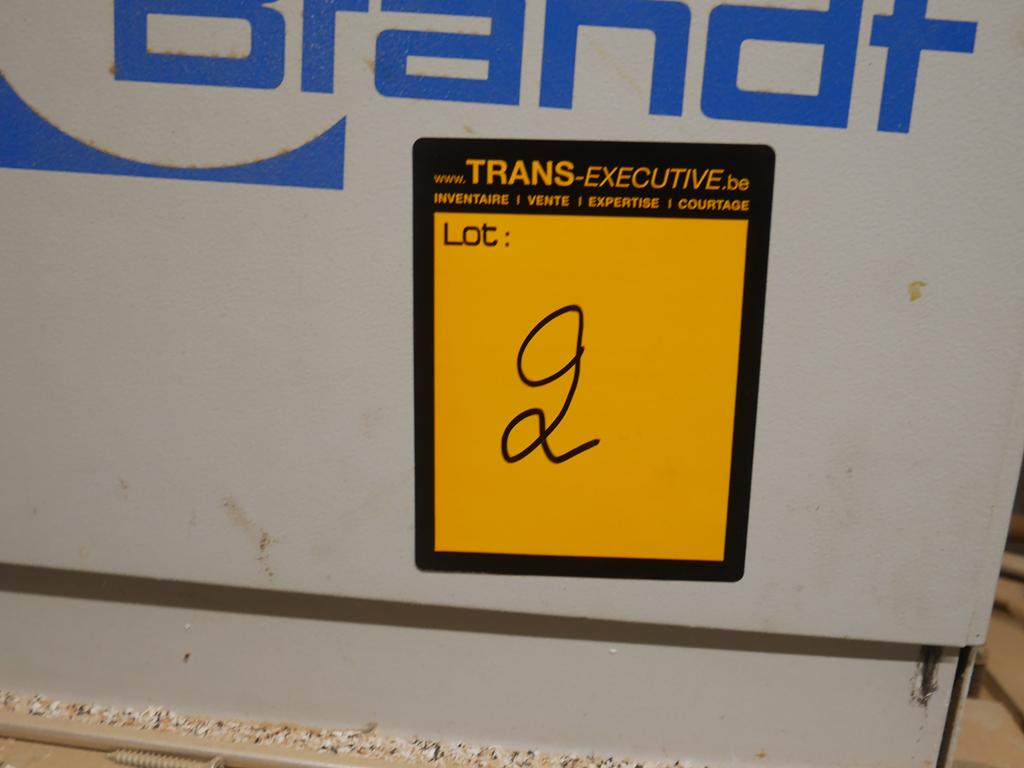 Brandt
www.TRANS-EXECUTIVE.be
INVENTAIRE I VENTE I EXPERTISE I COURTAGE
Lot:
2